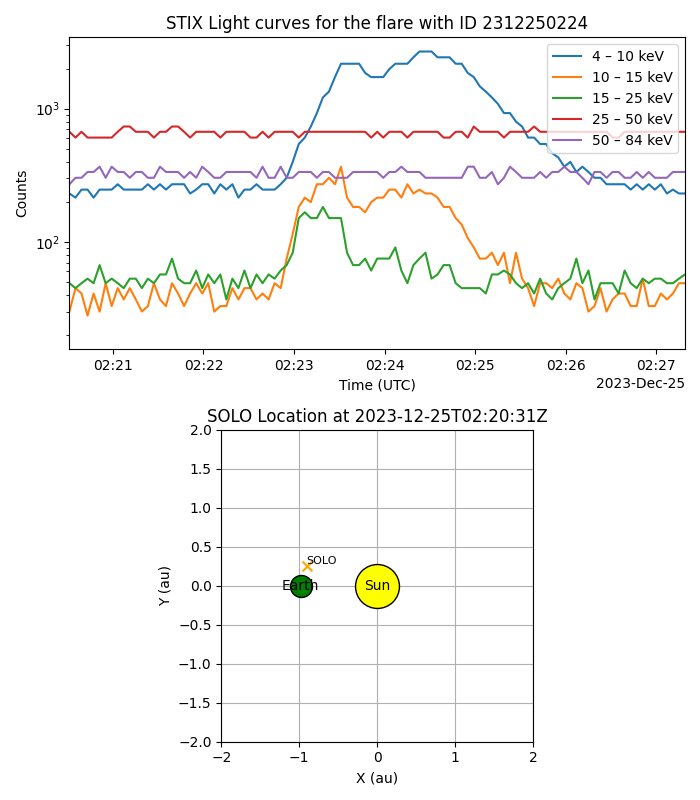 STIX Light curves for the flare with ID 2312250224
4 – 10 keV
10 – 15 keV
15 – 25 keV
25 – 50 keV
50 – 84 keV
10³
10²
Counts
02:21 02:22 02:23 02:24 02:25 02:26 02:27
Time (UTC)
2023-Dec-25
SOLO Location at 2023-12-25T02:20:31Z
2.0
1.5
1.0
0.5
0.0
−0.5
−1.0
−1.5
−2.0
Y (au)
SOLO
Earth
Sun
−2 −1 0 1 2
X (au)